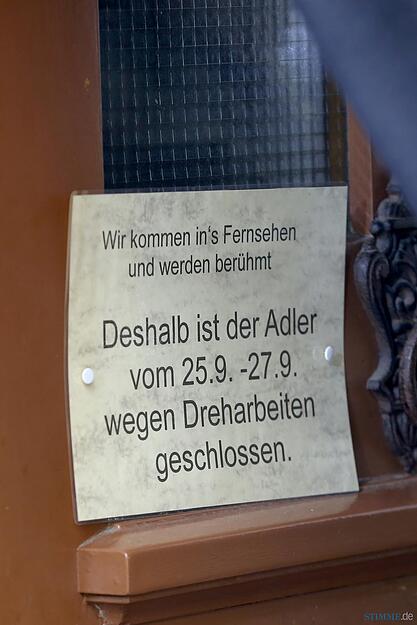 Wir kommen in's Fernsehen
und werden berühmt
Deshalb ist der Adler
vom 25.9. -27.9.
wegen Dreharbeiten
geschlossen.
STIMME.de